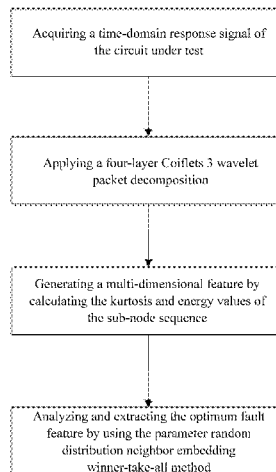 Acquiring a time-domain response signal of
the circuit under test
Applying a four-layer Coiflets 3 wavelet
packet decomposition
Generating a multi-dimensional feature by
calculating the kurtosis and energy values of
the sub-node sequence
Analyzing and extracting the optimum fault
feature by using the parameter random
distribution neighbor embedding
winner-take-all method